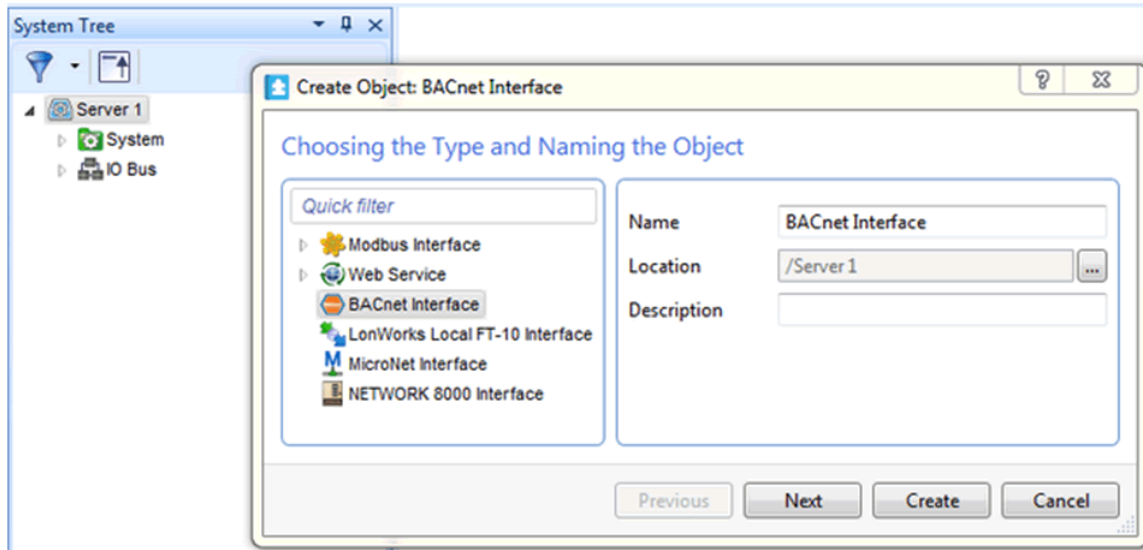 System Tree
Server 1
System
IO Bus
Create Object: BACnet Interface
Choosing the Type and Naming the Object
Quick filter
Modbus Interface
Web Service
BACnet Interface
LonWorks Local FT-10 Interface
MicroNet Interface
NETWORK 8000 Interface
Name BACnet Interface
Location /Server 1 ...
Description
Previous Next Create Cancel